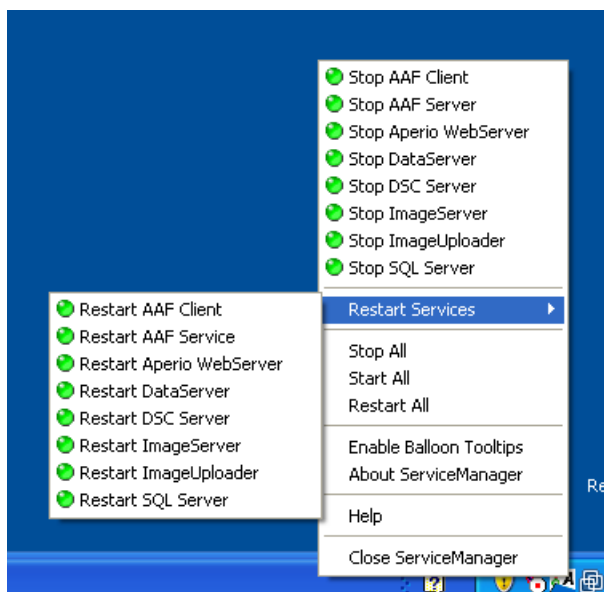 Stop AAF Client
Stop AAF Server
Stop Aperio WebServer
Stop DataServer
Stop DSC Server
Stop ImageServer
Stop ImageUploader
Stop SQL Server
Restart Services
Stop All
Start All
Restart All
Enable Balloon Tooltips
About ServiceManager
Help
Close ServiceManager
Restart AAF Client
Restart AAF Service
Restart Aperio WebServer
Restart DataServer
Restart DSC Server
Restart ImageServer
Restart ImageUploader
Restart SQL Server
Re